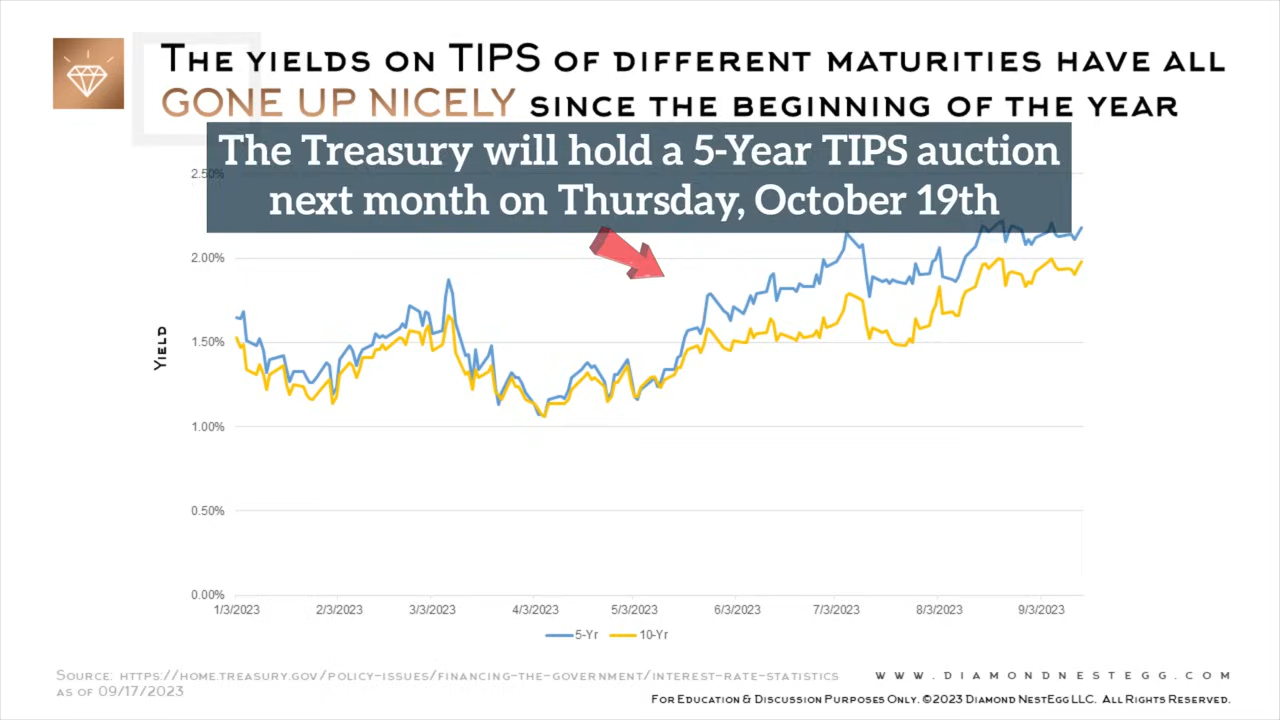 The yields on TIPS of different maturities have all
GONE UP NICELY since the beginning of the year
The Treasury will hold a 5-Year TIPS auction
next month on Thursday, October 19th
2.50%
2.00%
1.50%
1.00%
0.50%
0.00%
Yield
1/3/2023 2/3/2023 3/3/2023 4/3/2023 5/3/2023 6/3/2023 7/3/2023 8/3/2023 9/3/2023
5-Yr 10-Yr
Source: https://home.treasury.gov/policy-issues/financing-the-government/interest-rate-statistics
as of 09/17/2023
WWW.DIAMONDNESTEGG.COM
For Education & Discussion Purposes Only. ©2023 Diamond NestEgg LLC. All Rights Reserved.